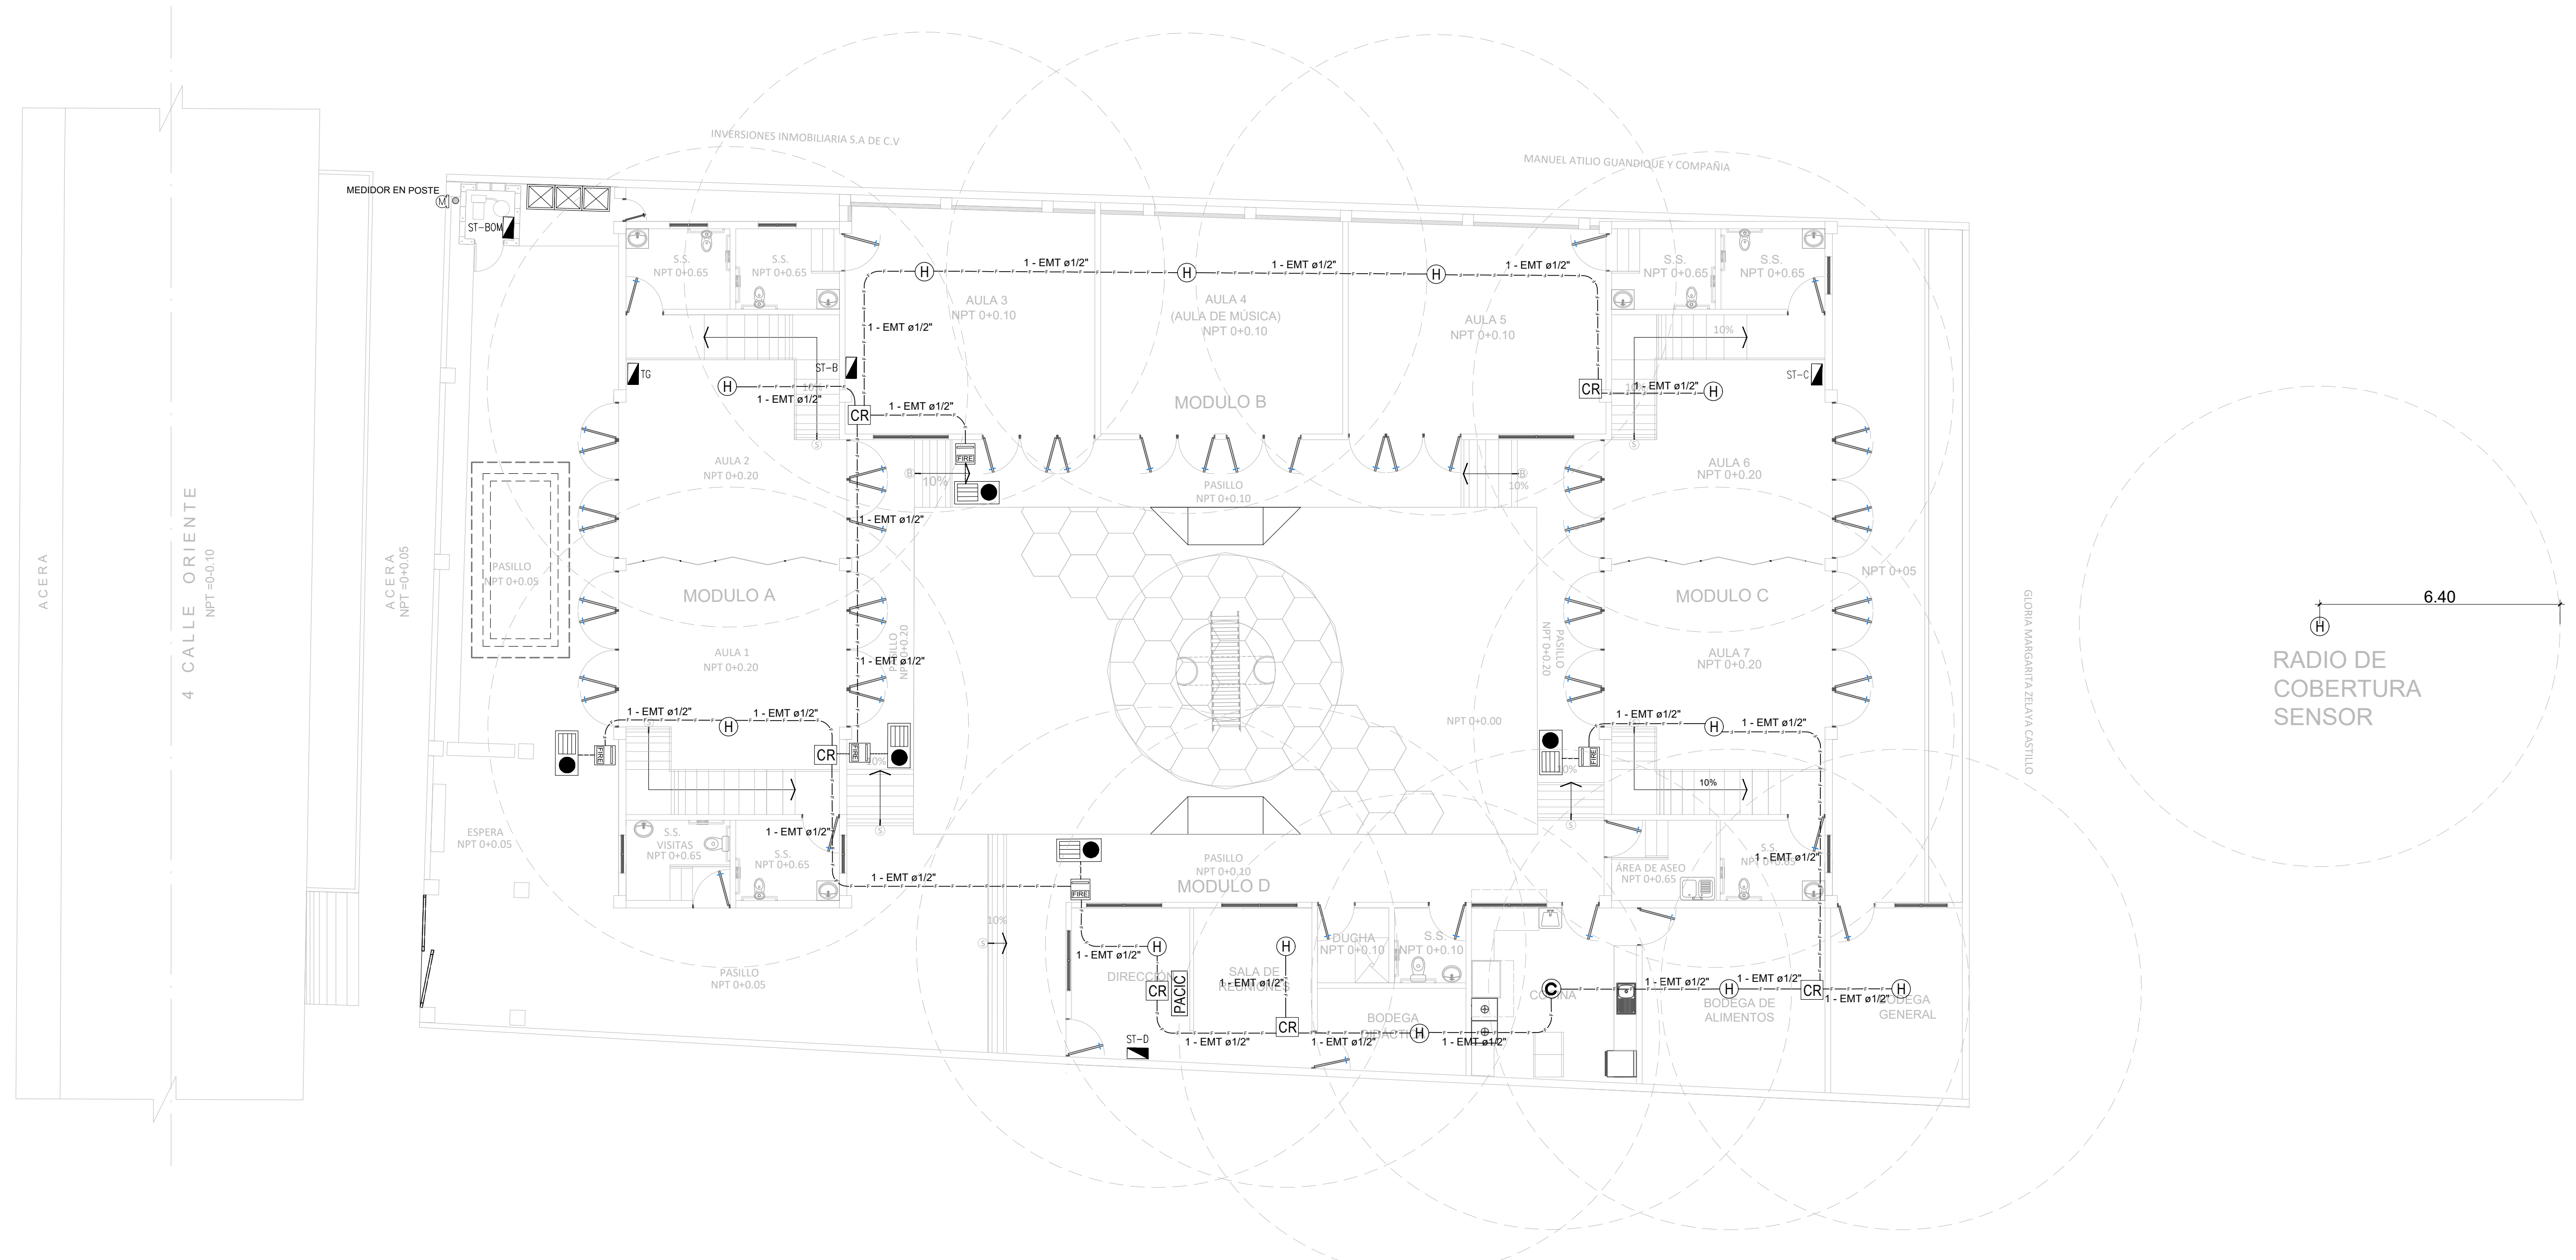 INVERSIONES INMOBILIARIA S.A DE C.V
MANUEL ATILIO GUANDIQUE Y COMPAÑIA
GLORIA MARGARITA ZELAYA CASTILLO
MEDIDOR EN POSTE
M
ST-BOM
ACERA
4 CALLE ORIENTE
NPT =0-0.10
ACERA
NPT =0+0.05
S.S.
NPT 0+0.65
S.S.
NPT 0+0.65
TG
ST-B
H
10%
1 - EMT ø1/2"
CR
1 - EMT ø1/2"
1 - EMT ø1/2"
FIRE
S
B
10%
H
1 - EMT ø1/2"
H
1 - EMT ø1/2"
H
1 - EMT ø1/2"
AULA 3
NPT 0+0.10
AULA 4
(AULA DE MÚSICA)
NPT 0+0.10
AULA 5
NPT 0+0.10
MODULO B
PASILLO
NPT 0+0.10
B
10%
S.S.
NPT 0+0.65
S.S.
NPT 0+0.65
10%
CR
1 - EMT ø1/2"
H
ST-C
S
AULA 2
NPT 0+0.20
MODULO A
AULA 1
NPT 0+0.20
PASILLO
NPT 0+0.05
1 - EMT ø1/2"
1 - EMT ø1/2"
PASILLO
NPT 0+0.20
1 - EMT ø1/2"
H
1 - EMT ø1/2"
FIRE
CR
FIRE
10%
S
ESPERA
NPT 0+0.05
S.S.
VISITAS
NPT 0+0.65
S.S.
NPT 0+0.65
1 - EMT ø1/2"
1 - EMT ø1/2"
PASILLO
NPT 0+0.05
10%
S
AULA 6
NPT 0+0.20
MODULO C
AULA 7
NPT 0+0.20
NPT 0+05
PASILLO
NPT 0+0.20
NPT 0+0.00
1 - EMT ø1/2"
H
1 - EMT ø1/2"
FIRE
10%
10%
S
ÁREA DE ASEO
NPT 0+0.65
S.S.
NPT 0+0.65
1 - EMT ø1/2"
PASILLO
NPT 0+0.10
MODULO D
FIRE
1 - EMT ø1/2"
H
DIRECCIÓN
CR
PACIC
H
SALA DE
REUNIONES
1 - EMT ø1/2"
CR
ST-D
1 - EMT ø1/2"
DUCHA
NPT 0+0.10
S.S.
NPT 0+0.10
BODEGA
H
1 - EMT ø1/2"
1 - EMT ø1/2"
C
1 - EMT ø1/2"
H
BODEGA DE
ALIMENTOS
1 - EMT ø1/2"
CR
1 - EMT ø1/2"
H
BODEGA
GENERAL
6.40
H
RADIO DE
COBERTURA
SENSOR